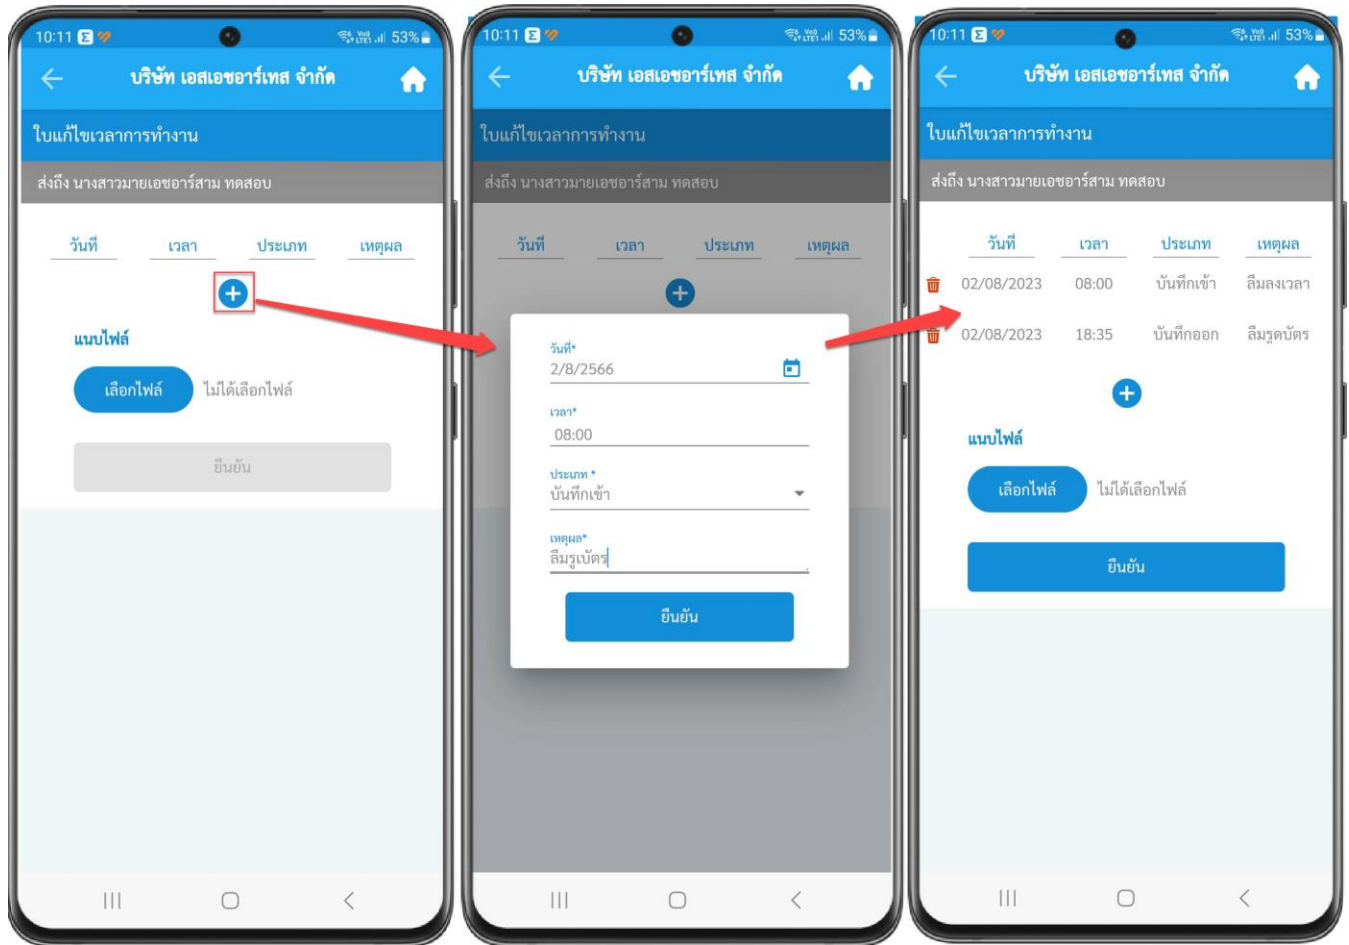 10:11 53%
บริษัท เอสเอชอาร์เทส จำกัด
ใบแก้ไขเวลาการทำงาน
ส่งถึง นางสาวมายเอชอาร์สาม ทดสอบ
วันที่ เวลา ประเภท เหตุผล
แนบไฟล์
เลือกไฟล์ ไม่ได้เลือกไฟล์
ยืนยัน
10:11 53%
บริษัท เอสเอชอาร์เทส จำกัด
ใบแก้ไขเวลาการทำงาน
ส่งถึง นางสาวมายเอชอาร์สาม ทดสอบ
วันที่ เวลา ประเภท เหตุผล
วันที่*
2/8/2566
เวลา*
08:00
ประเภท *
บันทึกเข้า
เหตุผล*
ลืมรูเบัตร
ยืนยัน
10:11 53%
บริษัท เอสเอชอาร์เทส จำกัด
ใบแก้ไขเวลาการทำงาน
ส่งถึง นางสาวมายเอชอาร์สาม ทดสอบ
วันที่ เวลา ประเภท เหตุผล
02/08/2023 08:00 บันทึกเข้า ลืมลงเวลา
02/08/2023 18:35 บันทึกออก ลืมรูดบัตร
แนบไฟล์
เลือกไฟล์ ไม่ได้เลือกไฟล์
ยืนยัน